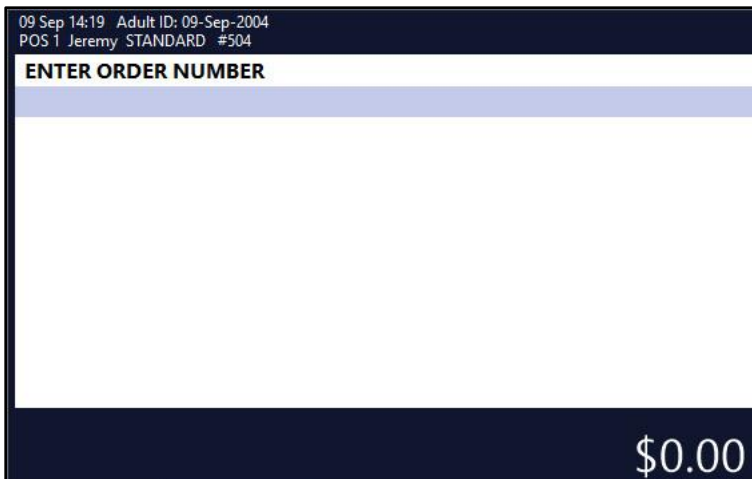 09 Sep 14:19 Adult ID: 09-Sep-2004
POS 1 Jeremy STANDARD #504
ENTER ORDER NUMBER
$0.00